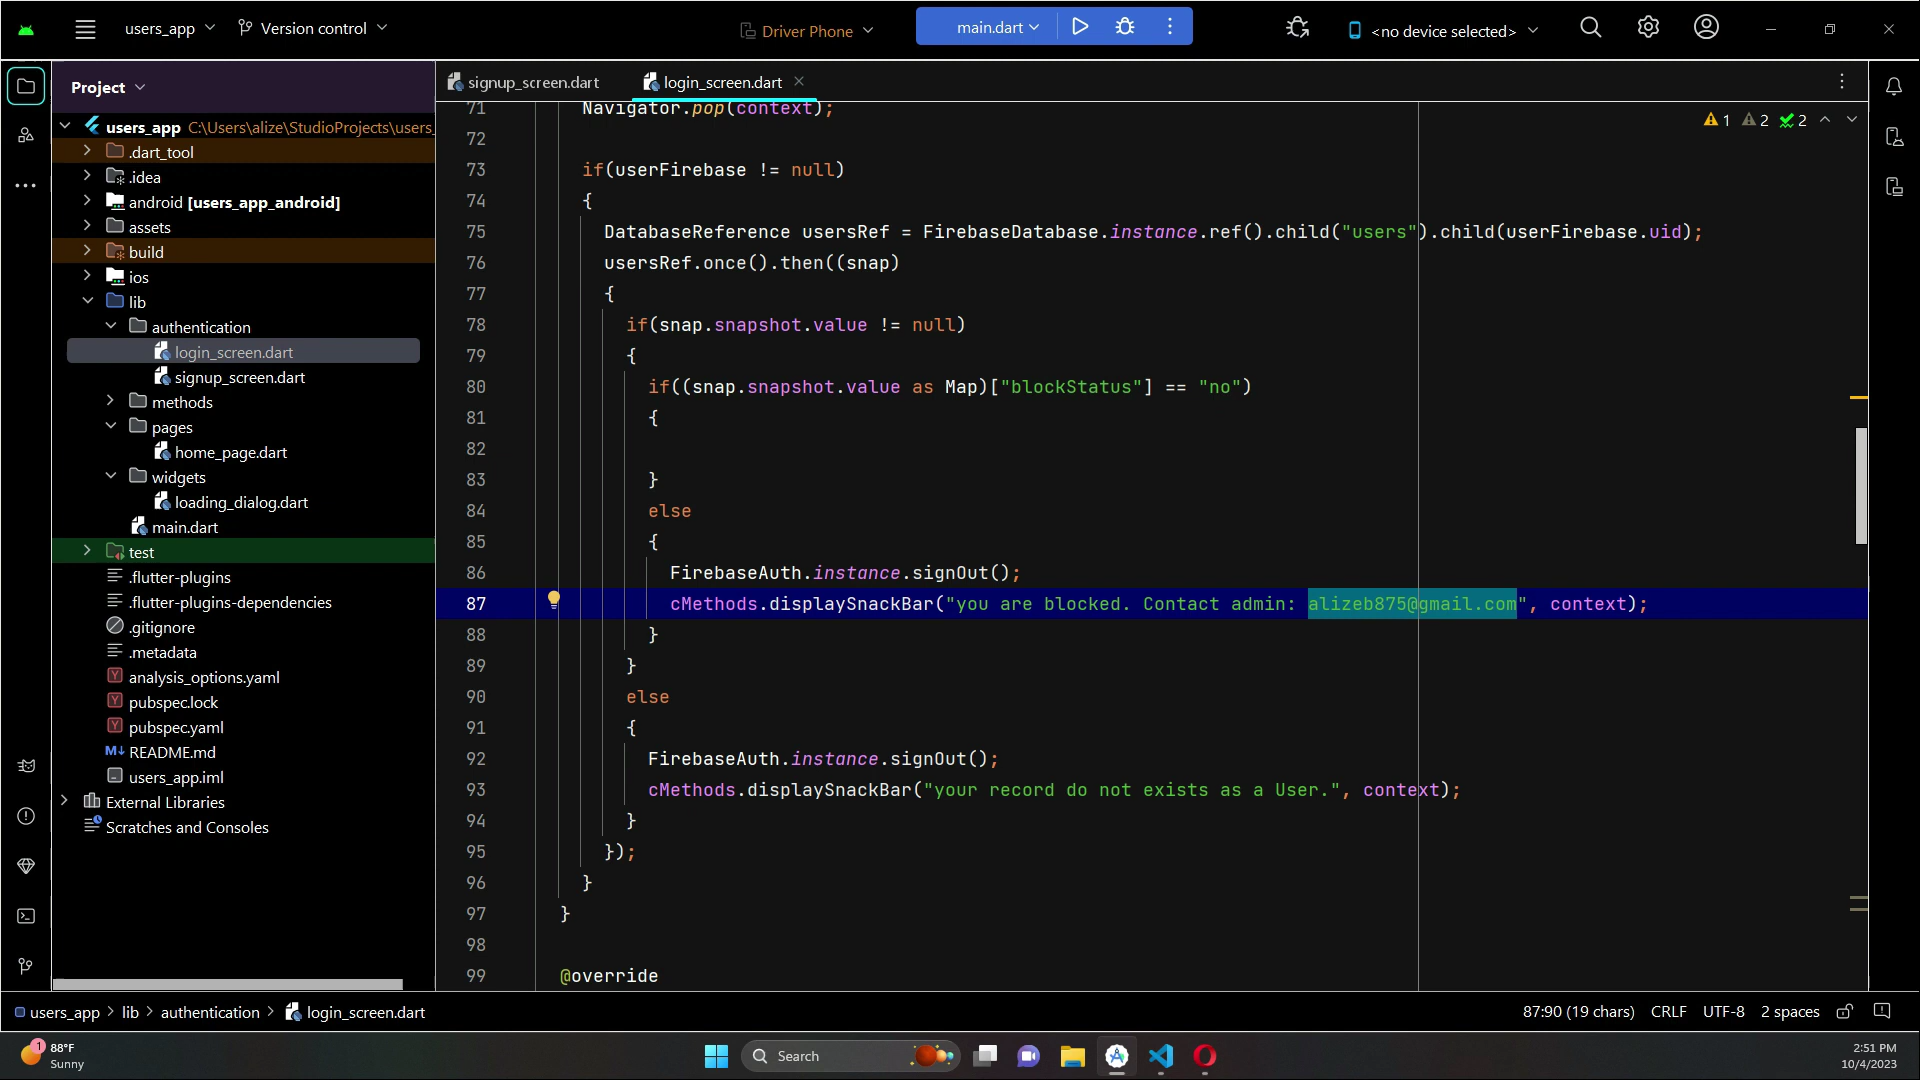 users_app
Version control
Driver Phone
main.dart
<no device selected>
Project
signup_screen.dart
login_screen.dart
users_app C:\Users\alize\StudioProjects\users_
.dart_tool
.idea
android [users_app_android]
assets
build
ios
lib
authentication
login_screen.dart
signup_screen.dart
methods
pages
home_page.dart
widgets
loading_dialog.dart
main.dart
test
.flutter-plugins
.flutter-plugins-dependencies
.gitignore
.metadata
analysis_options.yaml
pubspec.lock
pubspec.yaml
README.md
users_app.iml
External Libraries
Scratches and Consoles
1 2 2
71 Navigator.pop(context);
72
73 if(userFirebase != null)
74 {
75 DatabaseReference usersRef = FirebaseDatabase.instance.ref().child("users").child(userFirebase.uid);
76 usersRef.once().then((snap)
77 {
78 if(snap.snapshot.value != null)
79 {
80 if((snap.snapshot.value as Map)["blockStatus"] == "no")
81 {
82
83 }
84 else
85 {
86 FirebaseAuth.instance.signOut();
87 cMethods.displaySnackBar("you are blocked. Contact admin: alizeb875@gmail.com", context);
88 }
89 }
90 else
91 {
92 FirebaseAuth.instance.signOut();
93 cMethods.displaySnackBar("your record do not exists as a User.", context);
94 }
95 });
96 }
97 }
98
99 @override
users_app > lib > authentication > login_screen.dart
87:90 (19 chars) CRLF UTF-8 2 spaces
1
88°F
Sunny
Search
2:51 PM
10/4/2023